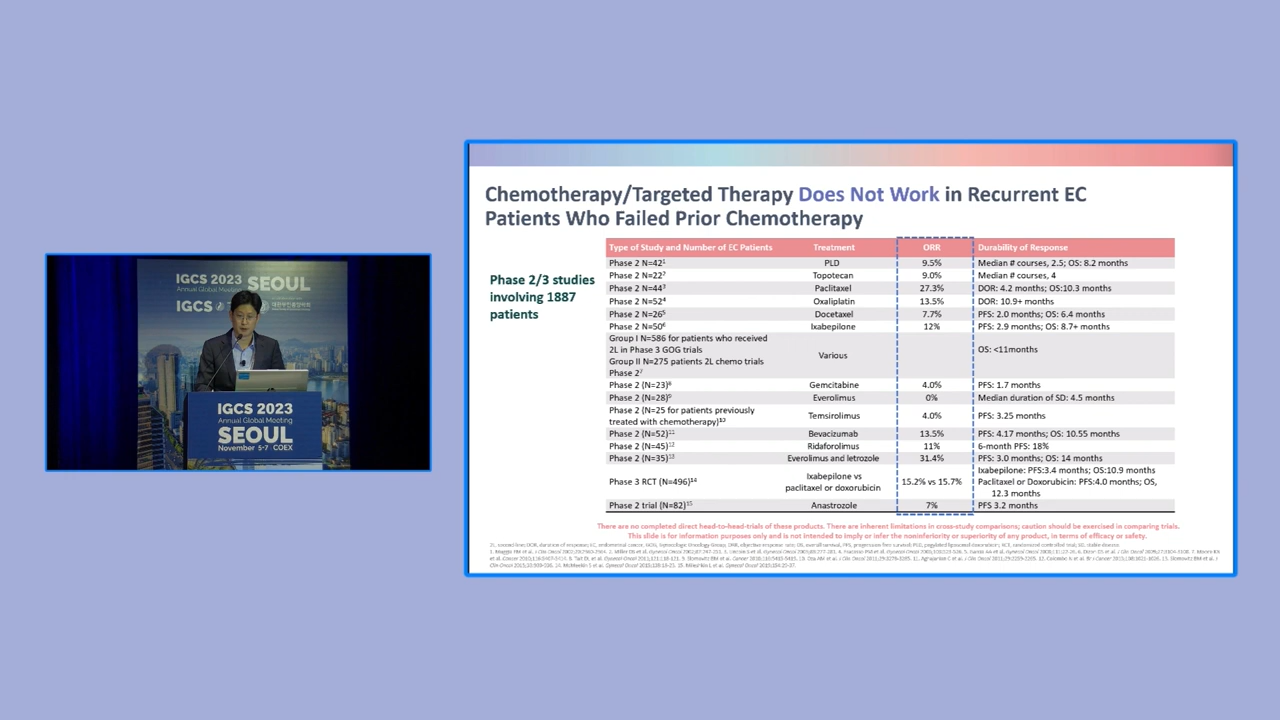 IGCS 2023
Annual Global Meeting
SEOUL
IGCS
IGCS 2023
Annual Global Meeting
SEOUL
November 5-7 COEX
Chemotherapy/Targeted Therapy Does Not Work in Recurrent EC
Patients Who Failed Prior Chemotherapy
Phase 2/3 studies
involving 1887
patients
Type of Study and Number of EC Patients Treatment ORR Durability of Response
Phase 2 N=42¹ PLD 9.5% Median # courses, 2.5; OS: 8.2 months
Phase 2 N=22² Topotecan 9.0% Median # courses, 4
Phase 2 N=44³ Paclitaxel 27.3% DOR: 4.2 months; OS:10.3 months
Phase 2 N=52⁴ Oxaliplatin 13.5% DOR: 10.9+ months
Phase 2 N=26⁵ Docetaxel 7.7% PFS: 2.0 months; OS: 6.4 months
Phase 2 N=50⁶ Ixabepilone 12% PFS: 2.9 months; OS: 8.7+ months
Group I N=586 for patients who received
2L in Phase 3 GOG trials
Group II N=275 patients 2L chemo trials
Phase 2⁷
Various
OS: <11months
Phase 2 (N=23)⁸ Gemcitabine 4.0% PFS: 1.7 months
Phase 2 (N=28)⁹ Everolimus 0% Median duration of SD: 4.5 months
Phase 2 (N=25 for patients previously
treated with chemotherapy)¹⁰
Temsirolimus 4.0% PFS: 3.25 months
Phase 2 (N=52)¹¹ Bevacizumab 13.5% PFS: 4.17 months; OS: 10.55 months
Phase 2 (N=45)¹² Ridaforolimus 11% 6-month PFS: 18%
Phase 2 (N=35)¹³ Everolimus and letrozole 31.4% PFS: 3.0 months; OS: 14 months
Phase 3 RCT (N=496)¹⁴
Ixabepilone vs
paclitaxel or doxorubicin
15.2% vs 15.7%
Ixabepilone: PFS:3.4 months; OS:10.9 months
Paclitaxel or Doxorubicin: PFS:4.0 months; OS,
12.3 months
Phase 2 trial (N=82)¹⁵ Anastrozole 7% PFS 3.2 months
There are no completed direct head-to-head-trials of these products. There are inherent limitations in cross-study comparisons; caution should be exercised in comparing trials.
This slide is for information purposes only and is not intended to imply or infer the noninferiority or superiority of any product, in terms of efficacy or safety.